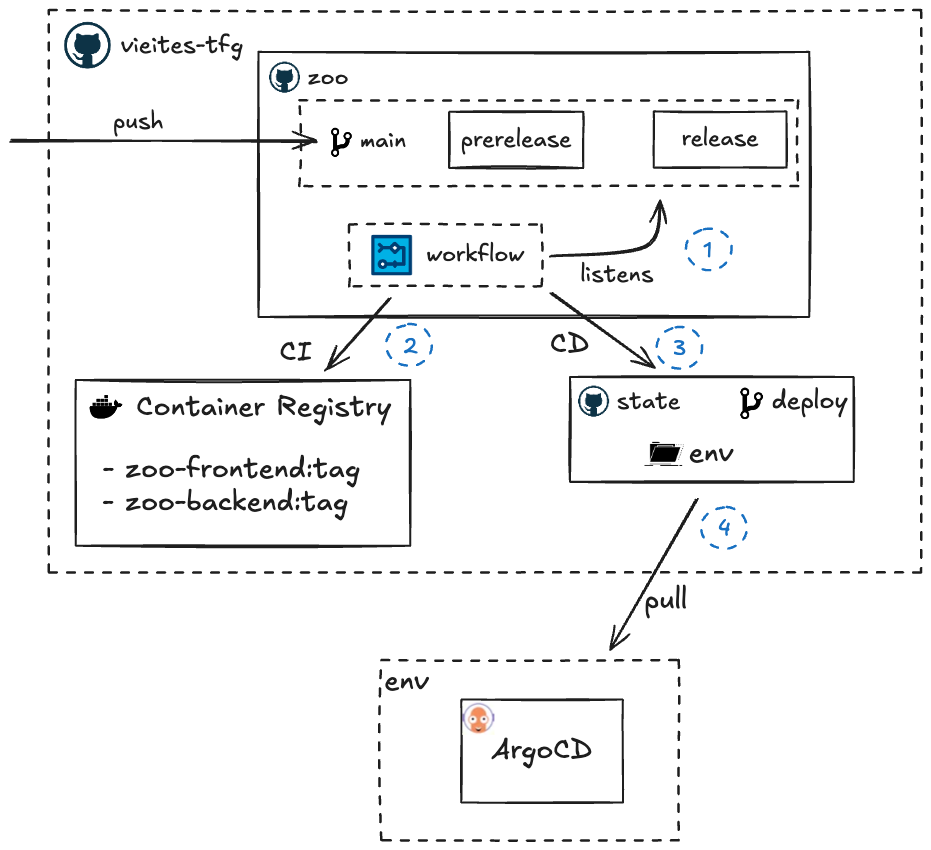 vieites-tfg
zoo
push
main
prerelease
release
workflow
listens
1
CI
2
CD
3
Container Registry
- zoo-frontend:tag
- zoo-backend:tag
state
deploy
env
4
pull
env
ArgoCD